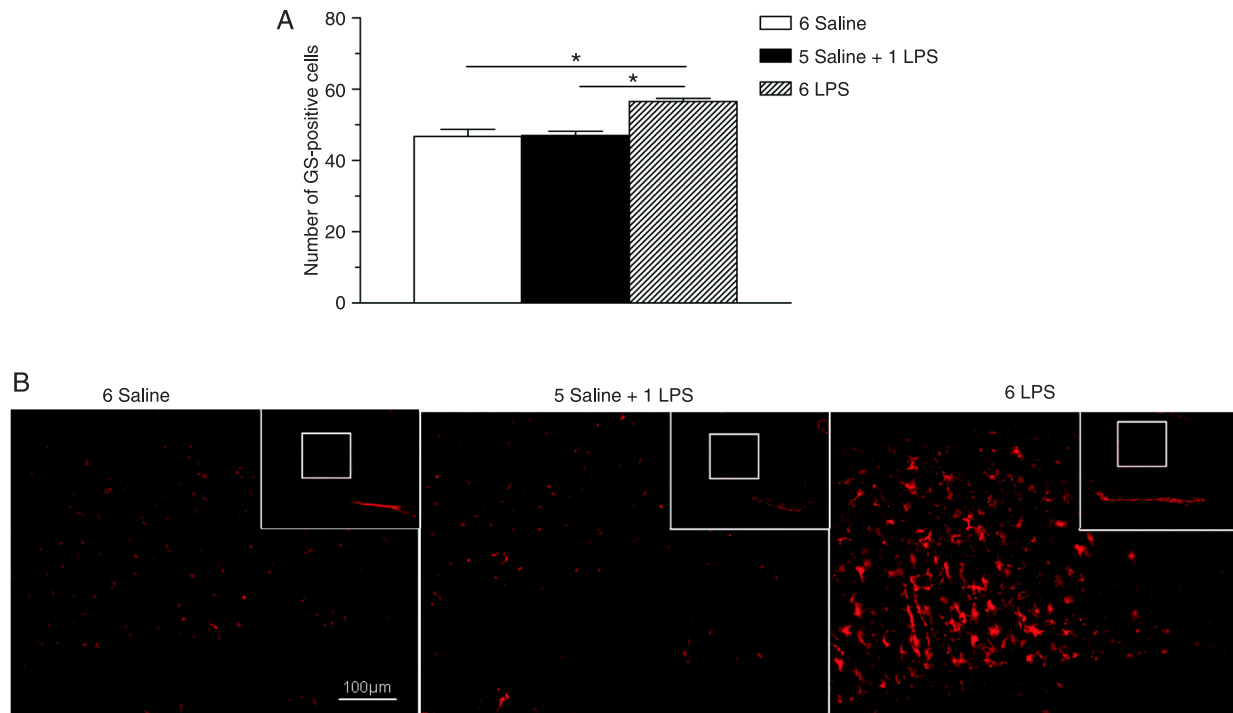 A
80
60
40
20
0
Number of GS-positive cells
*
*
6 Saline
5 Saline + 1 LPS
6 LPS
B
6 Saline
5 Saline + 1 LPS
6 LPS
100µm